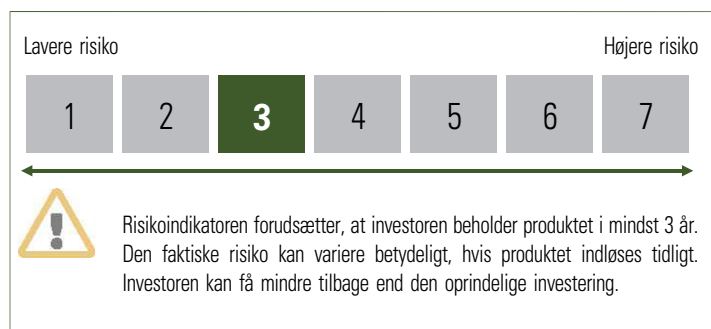 Lavere risiko Højere risiko
1 2 3 4 5 6 7
!
Risikoindikatoren forudsætter, at investoren beholder produktet i mindst 3 år.
Den faktiske risiko kan variere betydeligt, hvis produktet indløses tidligt.
Investoren kan få mindre tilbage end den oprindelige investering.